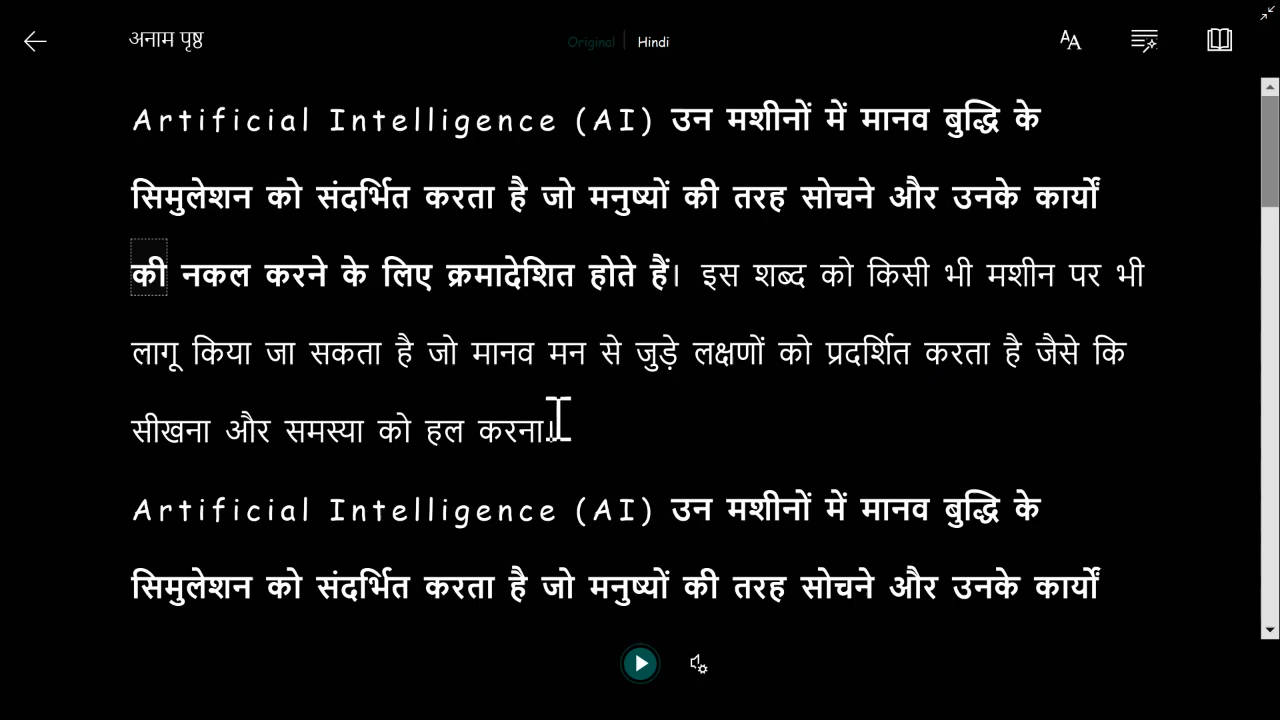 अनाम पृष्ठ
Original | Hindi
Artificial Intelligence (AI) उन मशीनों में मानव बुद्धि के
सिमुलेशन को संदर्भित करता है जो मनुष्यों की तरह सोचने और उनके कार्यों
की नकल करने के लिए क्रमादेशित होते हैं। इस शब्द को किसी भी मशीन पर भी
लागू किया जा सकता है जो मानव मन से जुड़े लक्षणों को प्रदर्शित करता है जैसे कि
सीखना और समस्या को हल करना।
Artificial Intelligence (AI) उन मशीनों में मानव बुद्धि के
सिमुलेशन को संदर्भित करता है जो मनुष्यों की तरह सोचने और उनके कार्यों